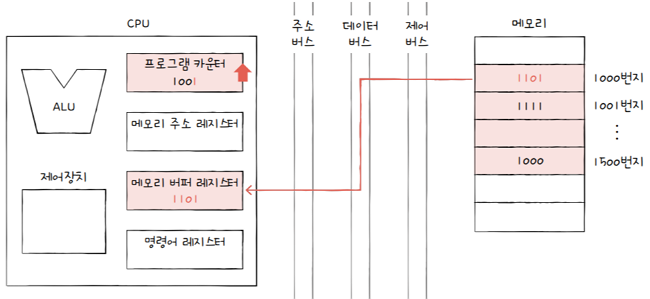 CPU
ALU
제어장치
프로그램 카운터
1001
메모리 주소 레지스터
메모리 버퍼 레지스터
1101
명령어 레지스터
주소
버스
데이터
버스
제어
버스
메모리
1101
1000번지
1111
1001번지
⋮
1000
1500번지